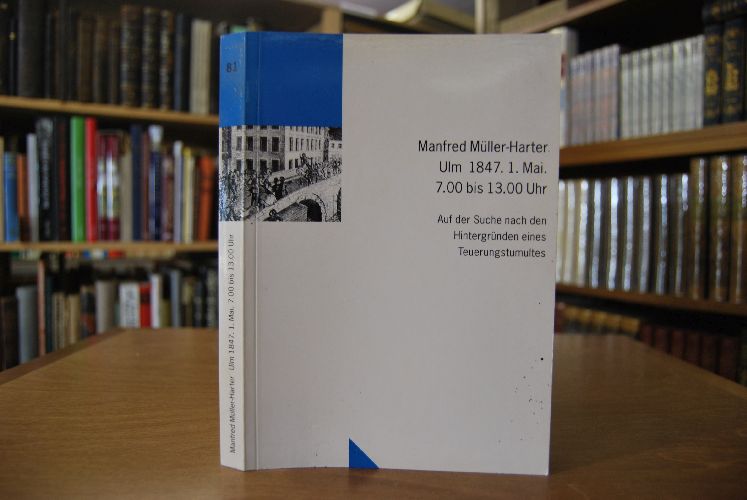 81
Manfred Müller-Harter Ulm 1847. 1. Mai. 7.00 bis 13.00 Uhr
Manfred Müller-Harter
Ulm 1847. 1. Mai.
7.00 bis 13.00 Uhr
Auf der Suche nach den
Hintergründen eines
Teuerungstumultes